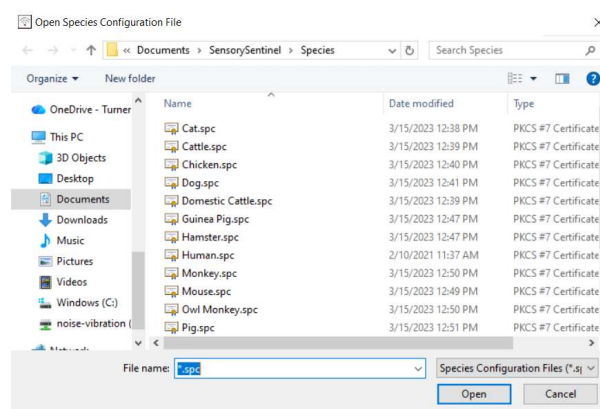 Open Species Configuration File
« Documents > SensorySentinel > Species
Search Species
Organize
New folder
OneDrive - Turner
This PC
3D Objects
Desktop
Documents
Downloads
Music
Pictures
Videos
Windows (C:)
noise-vibration (
Name Date modified Type
Cat.spc 3/15/2023 12:38 PM PKCS #7 Certificate
Cattle.spc 3/15/2023 12:39 PM PKCS #7 Certificate
Chicken.spc 3/15/2023 12:40 PM PKCS #7 Certificate
Dog.spc 3/15/2023 12:41 PM PKCS #7 Certificate
Domestic Cattle.spc 3/15/2023 12:39 PM PKCS #7 Certificate
Guinea Pig.spc 3/15/2023 12:47 PM PKCS #7 Certificate
Hamster.spc 3/15/2023 12:47 PM PKCS #7 Certificate
Human.spc 2/10/2021 11:37 AM PKCS #7 Certificate
Monkey.spc 3/15/2023 12:50 PM PKCS #7 Certificate
Mouse.spc 3/15/2023 12:49 PM PKCS #7 Certificate
Owl Monkey.spc 3/15/2023 12:50 PM PKCS #7 Certificate
Pig.spc 3/15/2023 12:51 PM PKCS #7 Certificate
File name: *.spc
Species Configuration Files (*.s
Open
Cancel